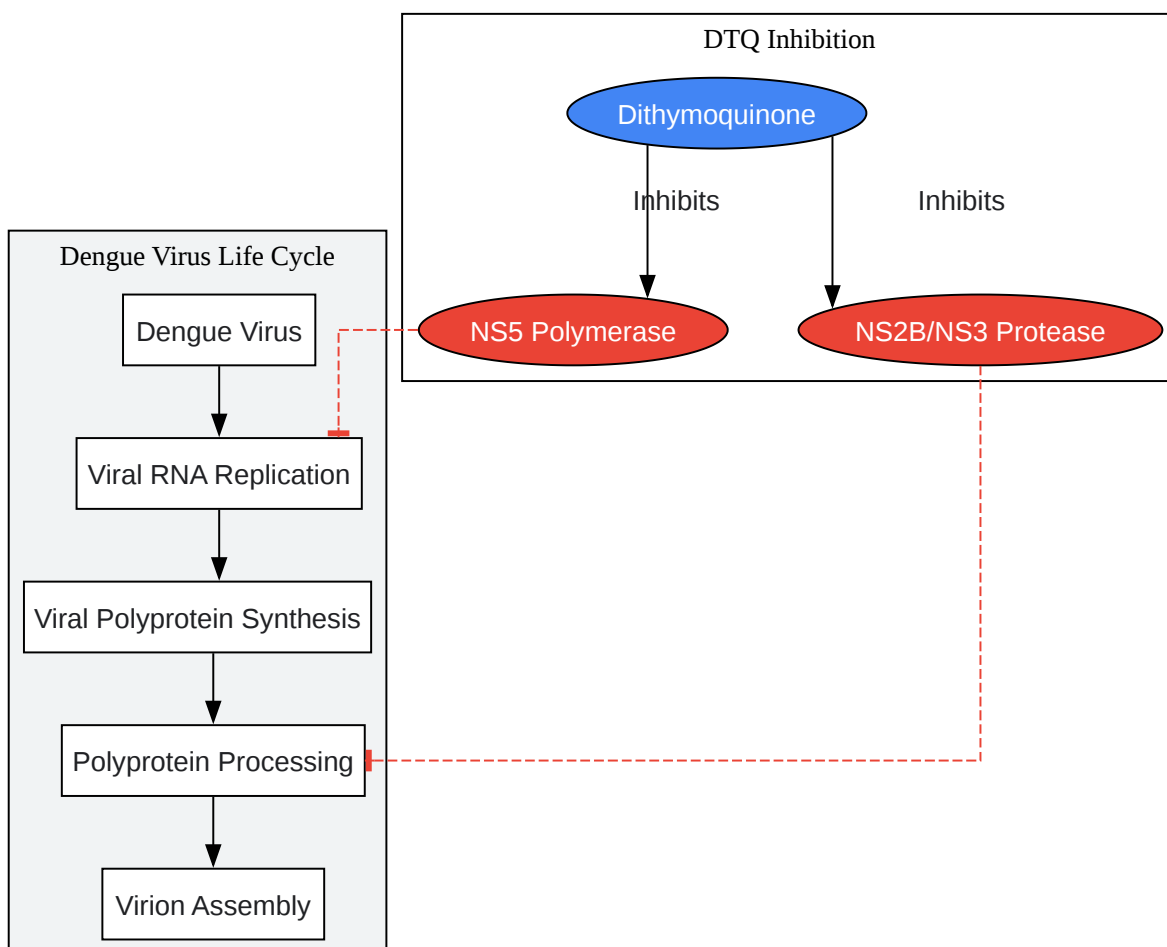 DTQ Inhibition
Dithymoquinone
Inhibits
Inhibits
NS5 Polymerase
NS2B/NS3 Protease
Dengue Virus Life Cycle
Dengue Virus
Viral RNA Replication
Viral Polyprotein Synthesis
Polyprotein Processing
Virion Assembly